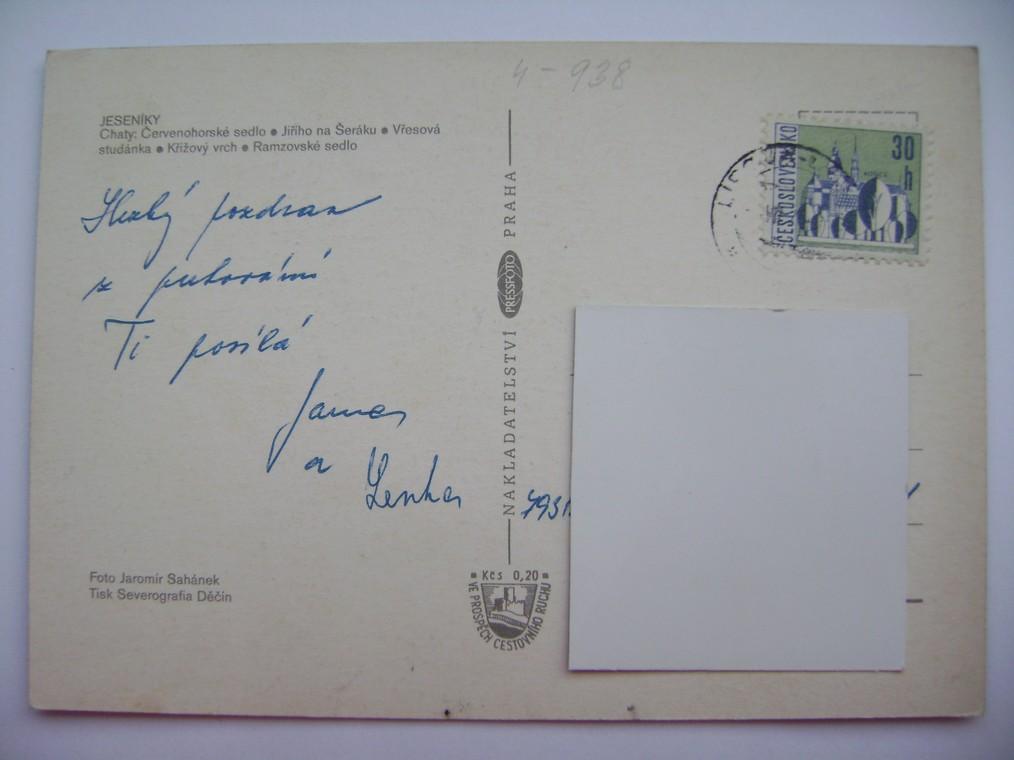 4-938
JESENÍKY
Chaty: Červenohorské sedlo ● Jiřího na Šeráku ● Vřesová
studánka ● Křížový vrch ● Ramzovské sedlo
Hezký pozdrav
z putování
Ti posílá
a
Lenka
Foto Jaromír Sahánek
Tisk Severografia Děčín
NAKLADATELSTVÍ PRESSFOTO PRAHA
Kčs 0,20
VE PROSPĚCH CESTOVNÍHO RUCHU
ČESKOSLOVENSKO
30
h